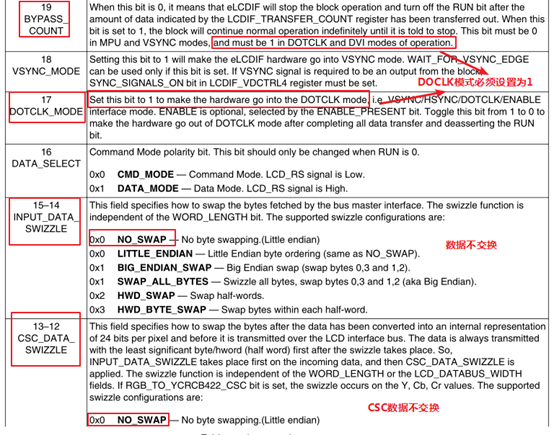 19
BYPASS_
COUNT
When this bit is 0, it means that eLCDIF will stop the block operation and turn off the RUN bit after the
amount of data indicated by the LCDIF_TRANSFER_COUNT register has been transferred out. When this
bit is set to 1, the block will continue normal operation indefinitely until it is told to stop. This bit must be 0
in MPU and VSYNC modes, and must be 1 in DOTCLK and DVI modes of operation.
18
VSYNC_MODE
Setting this bit to 1 will make the eLCDIF hardware go into VSYNC mode. WAIT_FOR_VSYNC_EDGE
can be used only if this bit is set. If VSYNC signal is required to be an output from the block,
SYNC_SIGNALS_ON bit in LCDIF_VDCTRL4 register must be set.
DOCLK模式必须设置为1
17
DOTCLK_MODE
Set this bit to 1 to make the hardware go into the DOTCLK mode, i.e. VSYNC/HSYNC/DOTCLK/ENABLE
interface mode. ENABLE is optional, selected by the ENABLE_PRESENT bit. Toggle this bit from 1 to 0 to
make the hardware go out of DOTCLK mode after completing all data transfer and deasserting the RUN
bit.
16
DATA_SELECT
Command Mode polarity bit. This bit should only be changed when RUN is 0.
0x0 CMD_MODE — Command Mode. LCD_RS signal is Low.
0x1 DATA_MODE — Data Mode. LCD_RS signal is High.
15–14
INPUT_DATA_
SWIZZLE
This field specifies how to swap the bytes fetched by the bus master interface. The swizzle function is
independent of the WORD_LENGTH bit. The supported swizzle configurations are:
0x0 NO_SWAP — No byte swapping.(Little endian)
0x0 LITTLE_ENDIAN — Little Endian byte ordering (same as NO_SWAP).
0x1 BIG_ENDIAN_SWAP — Big Endian swap (swap bytes 0,3 and 1,2).
0x1 SWAP_ALL_BYTES — Swizzle all bytes, swap bytes 0,3 and 1,2 (aka Big Endian).
0x2 HWD_SWAP — Swap half-words.
0x3 HWD_BYTE_SWAP — Swap bytes within each half-word.
数据不交换
13–12
CSC_DATA_
SWIZZLE
This field specifies how to swap the bytes after the data has been converted into an internal representation
of 24 bits per pixel and before it is transmitted over the LCD interface bus. The data is always transmitted
with the least significant byte/hword (half word) first after the swizzle takes place. So,
INPUT_DATA_SWIZZLE takes place first on the incoming data, and then CSC_DATA_SWIZZLE is
applied. The swizzle function is independent of the WORD_LENGTH or the LCD_DATABUS_WIDTH
fields. If RGB_TO_YCRCB422_CSC bit is set, the swizzle occurs on the Y, Cb, Cr values. The supported
swizzle configurations are:
CSC数据不交换
0x0 NO_SWAP — No byte swapping.(Little endian)